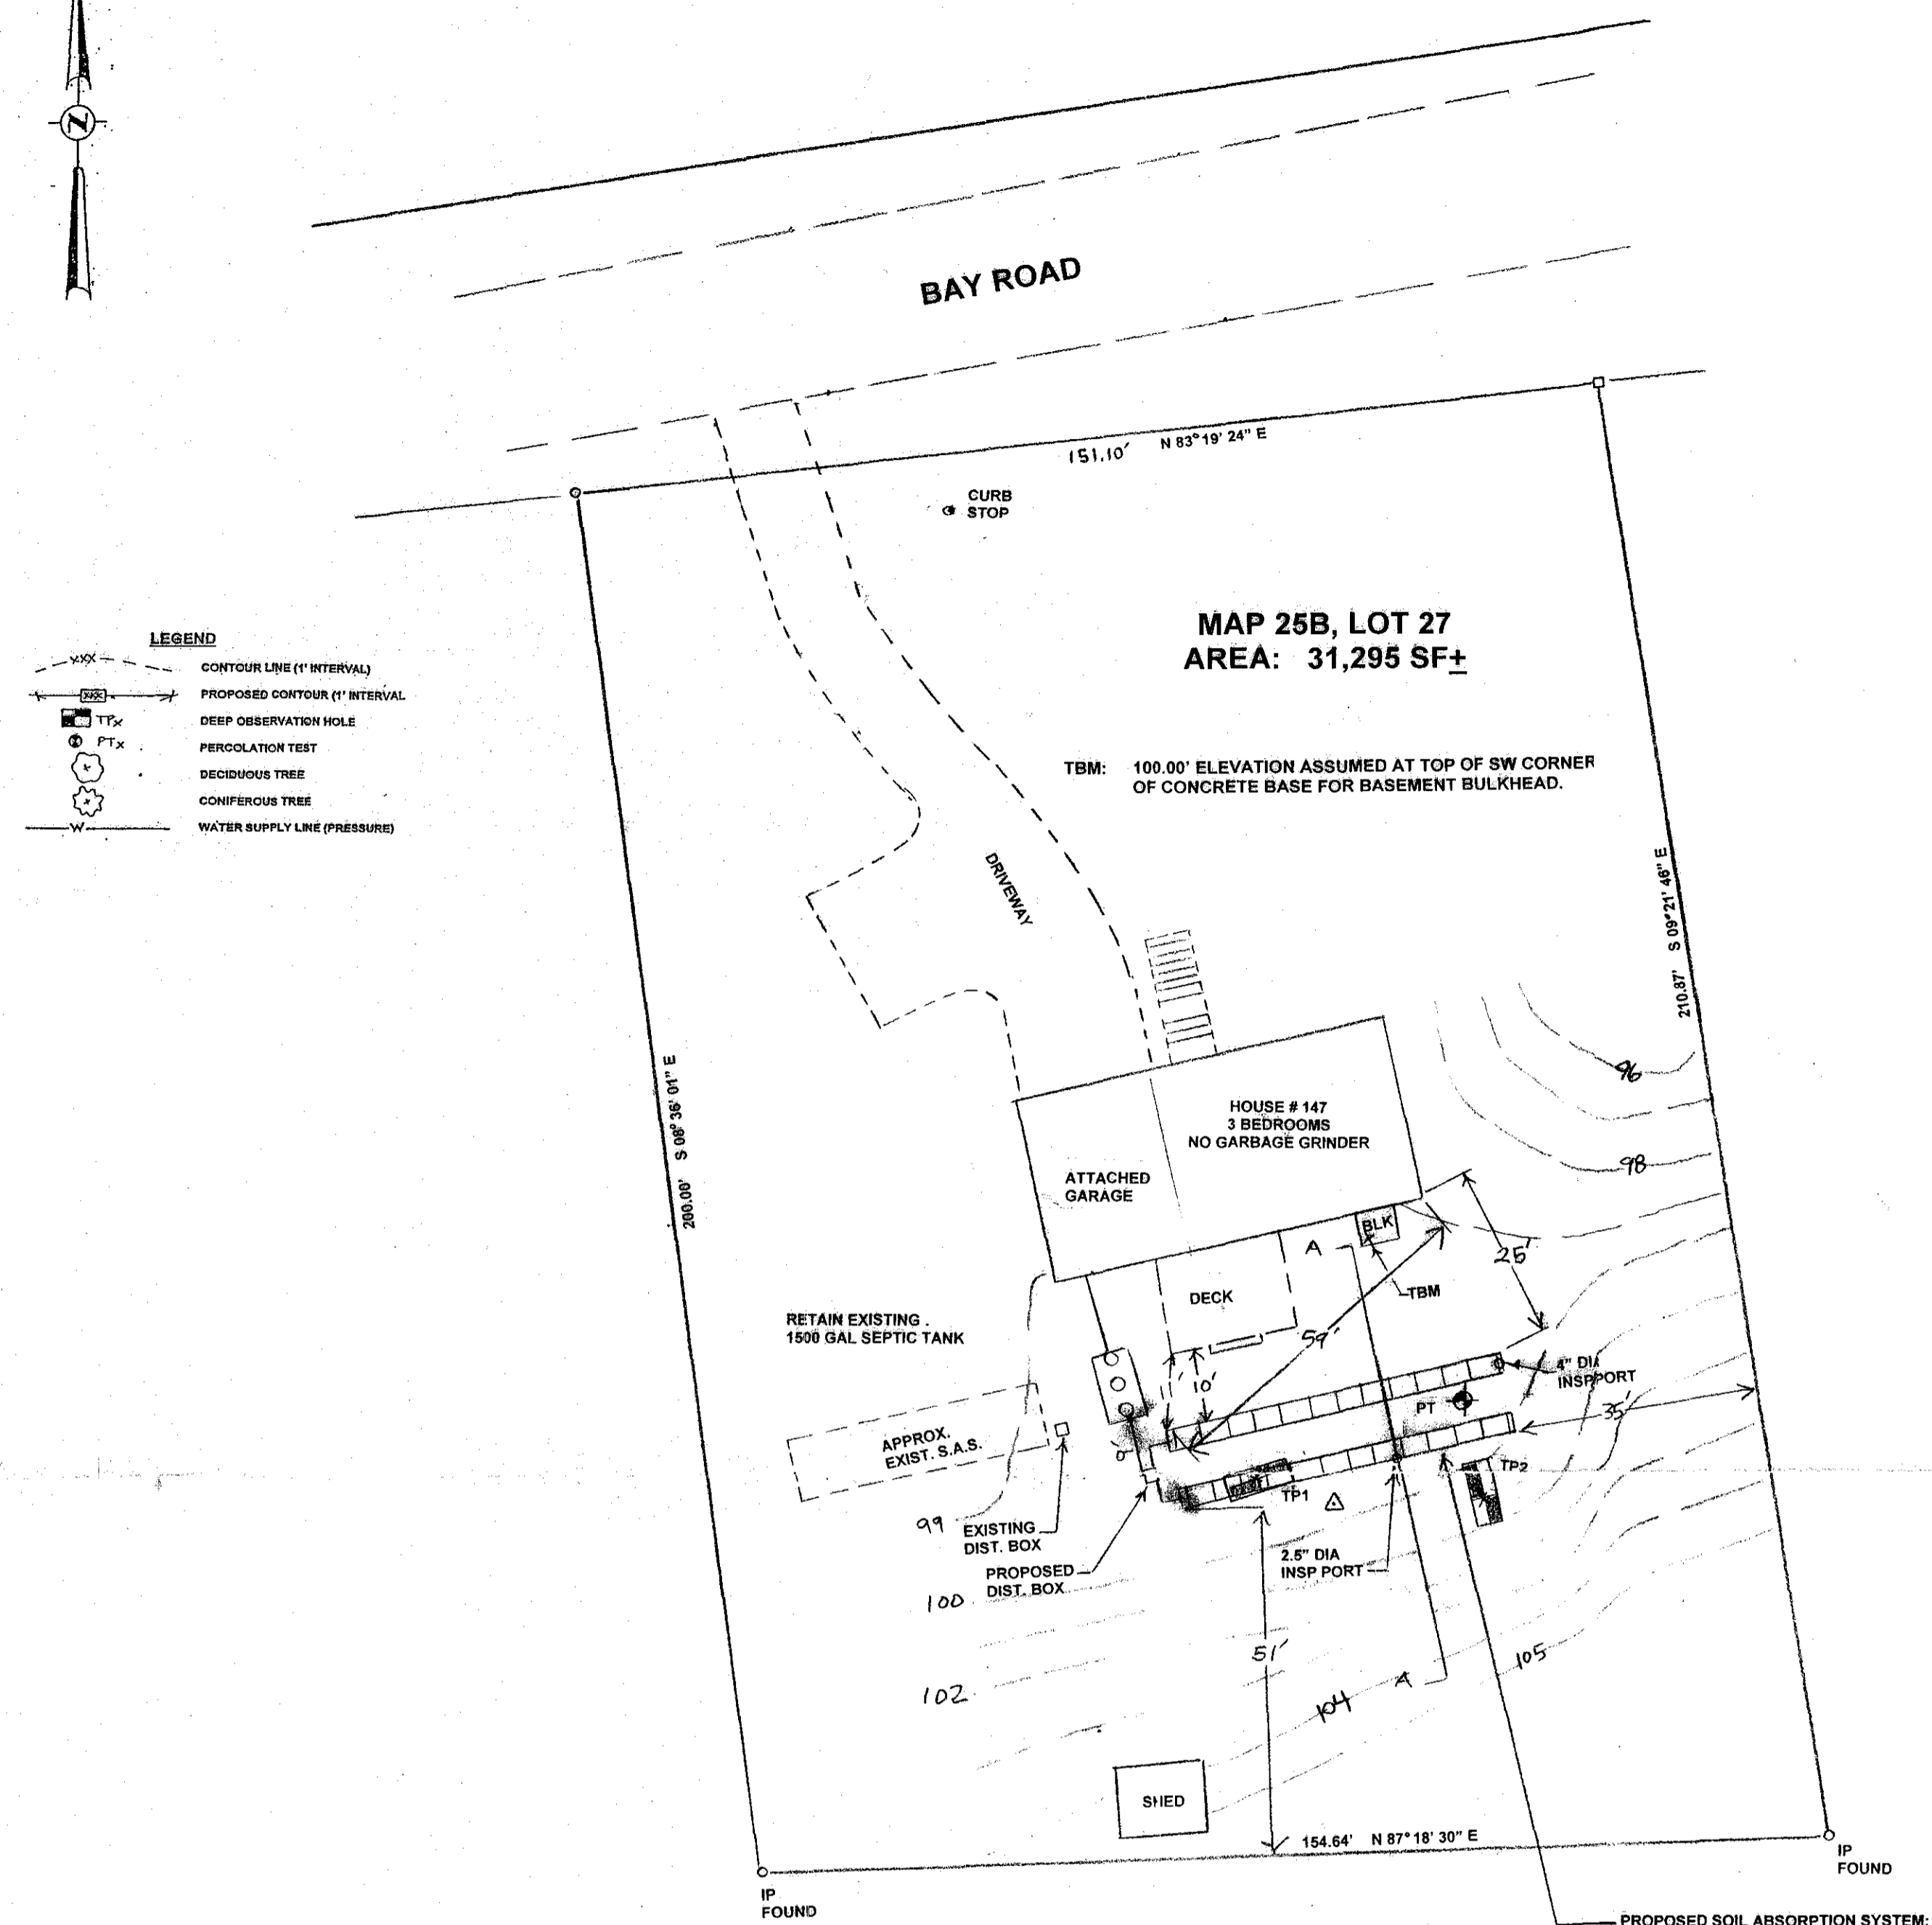 N
BAY ROAD
151.10' N 83° 19' 24" E
CURB
STOP
MAP 25B, LOT 27
AREA: 31,295 SF±
LEGEND
XXX
CONTOUR LINE (1' INTERVAL)
XXX
PROPOSED CONTOUR (1' INTERVAL
TPx
DEEP OBSERVATION HOLE
PTx
PERCOLATION TEST
DECIDUOUS TREE
CONIFEROUS TREE
W
WATER SUPPLY LINE (PRESSURE)
TBM: 100.00' ELEVATION ASSUMED AT TOP OF SW CORNER
OF CONCRETE BASE FOR BASEMENT BULKHEAD.
DRIVEWAY
210.87' S 09° 21' 46" E
200.00' S 08° 36' 01" E
96
HOUSE # 147
3 BEDROOMS
NO GARBAGE GRINDER
98
ATTACHED
GARAGE
BLK
A
25'
TBM
DECK
RETAIN EXISTING
1500 GAL SEPTIC TANK
59'
10'
4" DIA
INSP PORT
PT
35'
APPROX.
EXIST. S.A.S.
TP2
TP1
99
EXISTING
DIST. BOX
PROPOSED
DIST. BOX
2.5" DIA
INSP PORT
100
51'
105
102
A
104
SHED
154.64' N 87° 18' 30" E
IP
FOUND
IP
FOUND
PROPOSED SOIL ABSORPTION SYSTEM: